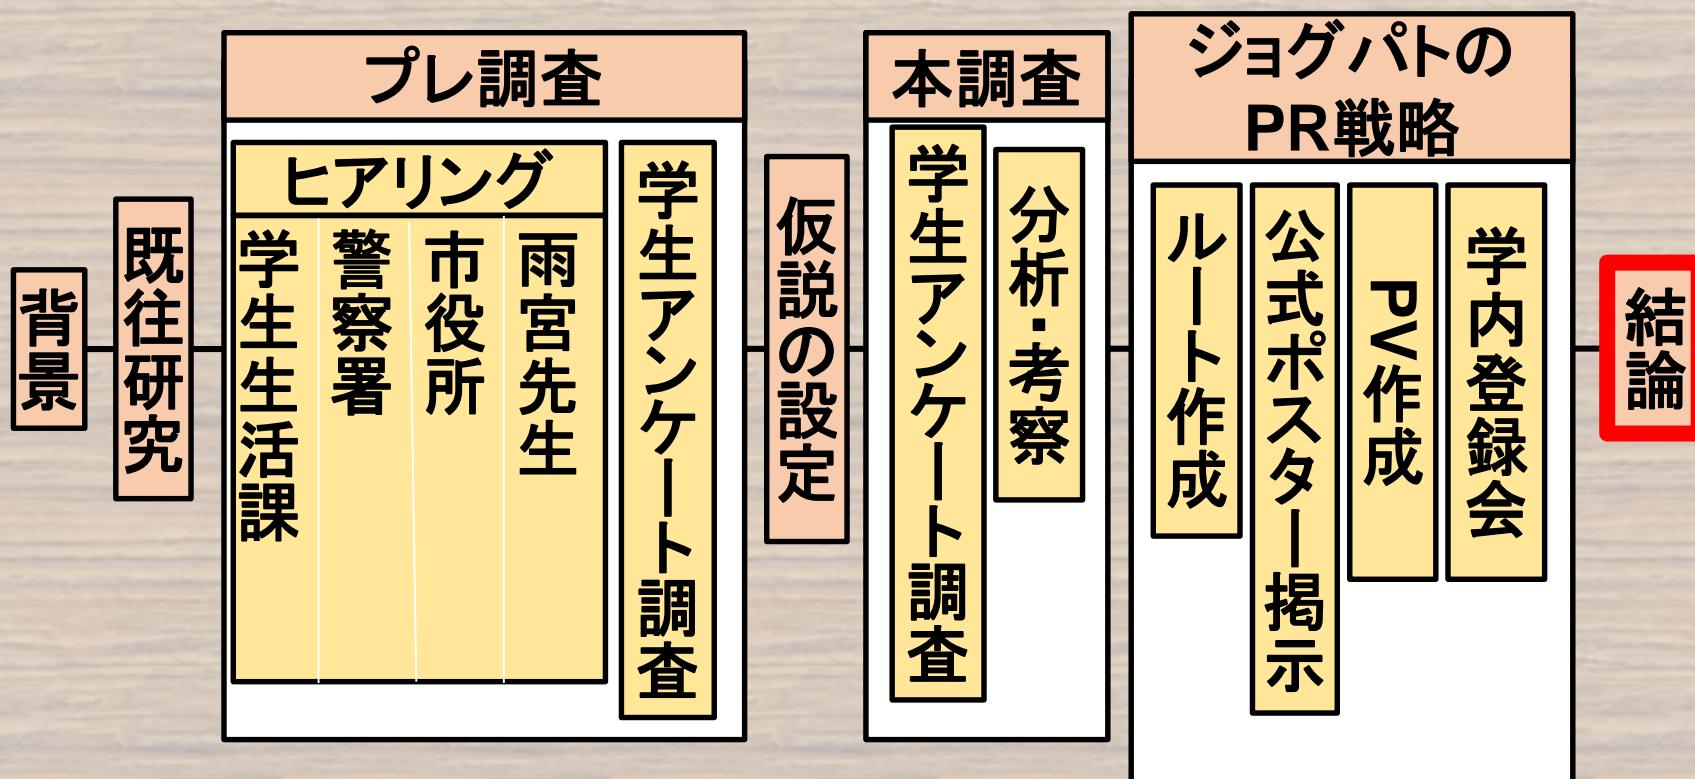 背景
既往研究
プレ調査
ヒアリング
学生生活課
警察署
市役所
雨宮先生
学生アンケート調査
仮説の設定
本調査
学生アンケート調査
分析・考察
ジョグパトの
PR戦略
ルート作成
公式ポスター掲示
PV作成
学内登録会
結論